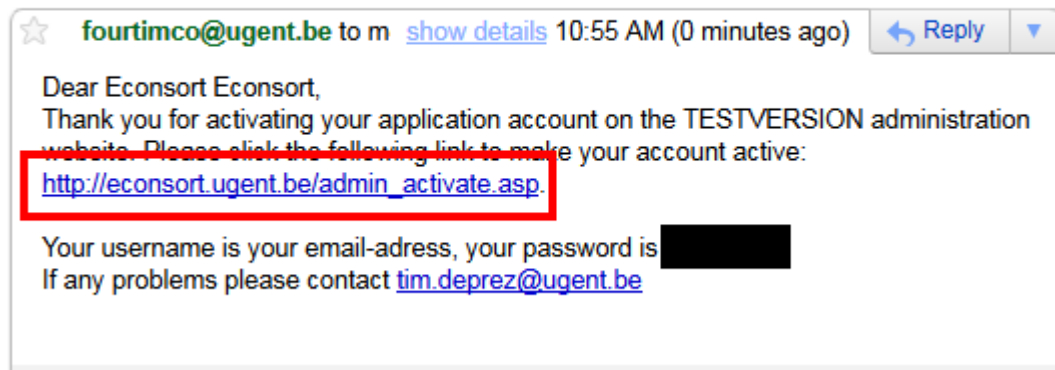 fourtimco@ugent.be to m show details 10:55 AM (0 minutes ago) Reply
Dear Econsort Econsort,
Thank you for activating your application account on the TESTVERSION administration
website. Please click the following link to make your account active:
http://econsort.ugent.be/admin_activate.asp.
Your username is your email-adress, your password is
If any problems please contact tim.deprez@ugent.be